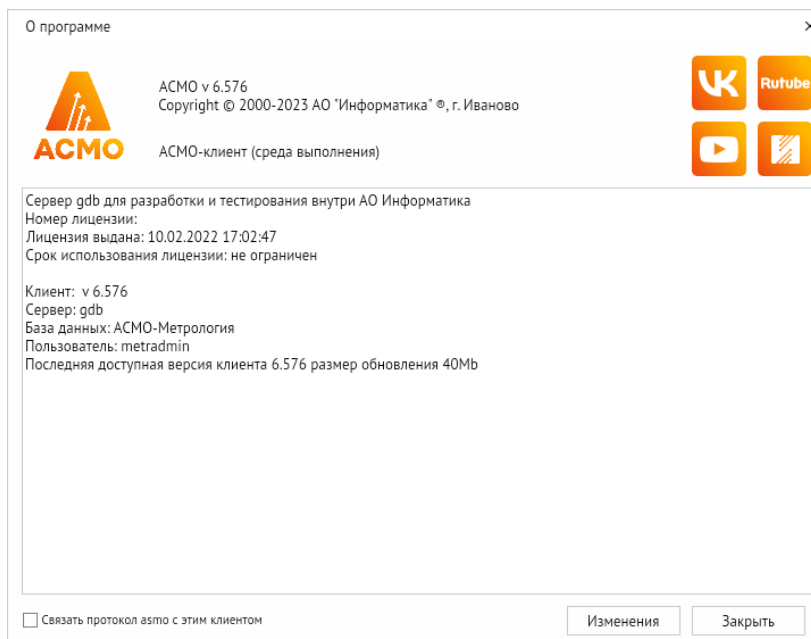 О программе
АСМО v 6.576
Copyright © 2000-2023 АО "Информатика" ®, г. Иваново
АСМО
АСМО-клиент (среда выполнения)
Rutube
Сервер gdb для разработки и тестирования внутри АО Информатика
Номер лицензии:
Лицензия выдана: 10.02.2022 17:02:47
Срок использования лицензии: не ограничен
Клиент: v 6.576
Сервер: gdb
База данных: АСМО-Метрология
Пользователь: metradmin
Последняя доступная версия клиента 6.576 размер обновления 40Mb
Связать протокол asmo с этим клиентом
Изменения
Закрыть